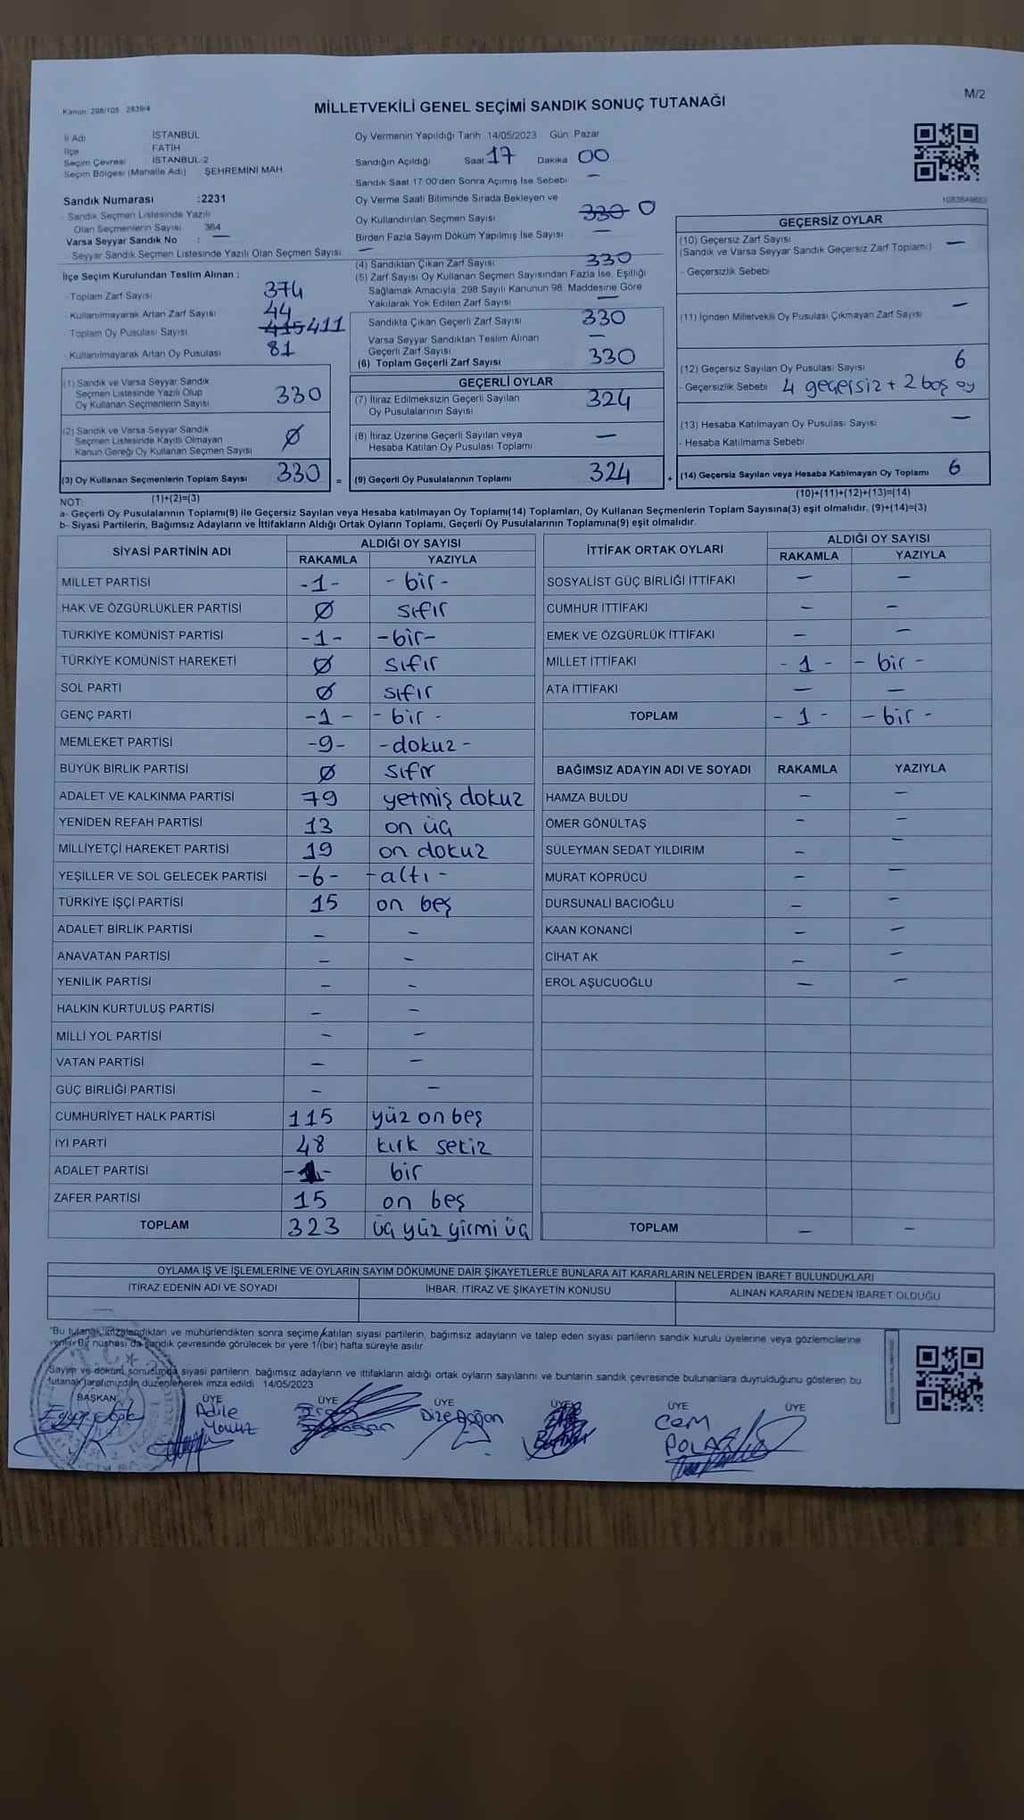 Kanun: 298/105 2839/4
MİLLETVEKİLİ GENEL SEÇİMİ SANDIK SONUÇ TUTANAĞI
M/2
İl Adı İSTANBUL
İlçe FATİH
Seçim Çevresi İSTANBUL-2
Seçim Bölgesi (Mahalle Adı) ŞEHREMİNİ MAH
Sandık Numarası :2231
- Sandık Seçmen Listesinde Yazılı
Olan Seçmenlerin Sayısı 364
Varsa Seyyar Sandık No : —
Seyyar Sandık Seçmen Listesinde Yazılı Olan Seçmen Sayısı —
İlçe Seçim Kurulundan Teslim Alınan :
- Toplam Zarf Sayısı 374
- Kullanılmayarak Artan Zarf Sayısı 44
- Toplam Oy Pusulası Sayısı 415 411
- Kullanılmayarak Artan Oy Pusulası 81
(1) Sandık ve Varsa Seyyar Sandık
Seçmen Listesinde Yazılı Olup
Oy Kullanan Seçmenlerin Sayısı 330
(2) Sandık ve Varsa Seyyar Sandık
Seçmen Listesinde Kayıtlı Olmayan
Kanun Gereği Oy Kullanan Seçmen Sayısı Ø
(3) Oy Kullanan Seçmenlerin Toplam Sayısı 330
(1)+(2)=(3)
Oy Vermenin Yapıldığı Tarih 14/05/2023 Gün Pazar
Sandığın Açıldığı Saat 17 Dakika 00
Sandık Saat 17:00'den Sonra Açımış İse Sebebi —
Oy Verme Saati Bitiminde Sırada Bekleyen ve
Oy Kullandırılan Seçmen Sayısı 330 0
Birden Fazla Sayım Döküm Yapılmış İse Sayısı —
(4) Sandıktan Çıkan Zarf Sayısı 330
(5) Zarf Sayısı Oy Kullanan Seçmen Sayısından Fazla İse, Eşitliği
Sağlamak Amacıyla, 298 Sayılı Kanunun 98. Maddesine Göre
Yakılarak Yok Edilen Zarf Sayısı —
Sandıkta Çıkan Geçerli Zarf Sayısı 330
Varsa Seyyar Sandıktan Teslim Alınan
Geçerli Zarf Sayısı —
(6) Toplam Geçerli Zarf Sayısı 330
GEÇERLİ OYLAR
(7) İtiraz Edilmeksizin Geçerli Sayılan
Oy Pusulalarının Sayısı 324
(8) İtiraz Üzerine Geçerli Sayılan veya
Hesaba Katılan Oy Pusulası Toplamı —
= (9) Geçerli Oy Pusulalarının Toplamı 324
1083849653
GEÇERSİZ OYLAR
(10) Geçersiz Zarf Sayısı
(Sandık ve Varsa Seyyar Sandık Geçersiz Zarf Toplamı) —
- Geçersizlik Sebebi
(11) İçinden Milletvekili Oy Pusulası Çıkmayan Zarf Sayısı —
(12) Geçersiz Sayılan Oy Pusulası Sayısı 6
- Geçersizlik Sebebi 4 geçersiz + 2 boş oy
(13) Hesaba Katılmayan Oy Pusulası Sayısı —
- Hesaba Katılmama Sebebi
+ (14) Geçersiz Sayılan veya Hesaba Katılmayan Oy Toplamı 6
(10)+(11)+(12)+(13)=(14)
NOT:
a- Geçerli Oy Pusulalarının Toplamı(9) ile Geçersiz Sayılan veya Hesaba katılmayan Oy Toplamı(14) Toplamları, Oy Kullanan Seçmenlerin Toplam Sayısına(3) eşit olmalıdır. (9)+(14)=(3)
b- Siyasi Partilerin, Bağımsız Adayların ve İttifakların Aldığı Ortak Oyların Toplamı, Geçerli Oy Pusulalarının Toplamına(9) eşit olmalıdır.
SİYASİ PARTİNİN ADI ALDIĞI OY SAYISI
RAKAMLA YAZIYLA
MİLLET PARTİSİ -1- - bir -
HAK VE ÖZGÜRLÜKLER PARTİSİ Ø sıfır
TÜRKİYE KOMÜNİST PARTİSİ -1- -bir-
TÜRKİYE KOMÜNİST HAREKETİ Ø sıfır
SOL PARTİ Ø sıfır
GENÇ PARTİ -1- - bir -
MEMLEKET PARTİSİ -9- -dokuz-
BÜYÜK BİRLİK PARTİSİ Ø sıfır
ADALET VE KALKINMA PARTİSİ 79 yetmiş dokuz
YENİDEN REFAH PARTİSİ 13 on üç
MİLLİYETÇİ HAREKET PARTİSİ 19 on dokuz
YEŞİLLER VE SOL GELECEK PARTİSİ -6- -altı-
TÜRKİYE İŞÇİ PARTİSİ 15 on beş
ADALET BİRLİK PARTİSİ — —
ANAVATAN PARTİSİ — —
YENİLİK PARTİSİ — —
HALKIN KURTULUŞ PARTİSİ — —
MİLLİ YOL PARTİSİ — —
VATAN PARTİSİ — —
GÜÇ BİRLİĞİ PARTİSİ — —
CUMHURİYET HALK PARTİSİ 115 yüz on beş
İYİ PARTİ 48 kırk sekiz
ADALET PARTİSİ -1- bir
ZAFER PARTİSİ 15 on beş
TOPLAM 323 üç yüz yirmi üç
İTTİFAK ORTAK OYLARI ALDIĞI OY SAYISI
RAKAMLA YAZIYLA
SOSYALİST GÜÇ BİRLİĞİ İTTİFAKI — —
CUMHUR İTTİFAKI — —
EMEK VE ÖZGÜRLÜK İTTİFAKI — —
MİLLET İTTİFAKI - 1 - - bir -
ATA İTTİFAKI — —
TOPLAM - 1 - - bir -
BAĞIMSIZ ADAYIN ADI VE SOYADI RAKAMLA YAZIYLA
HAMZA BULDU — —
ÖMER GÖNÜLTAŞ — —
SÜLEYMAN SEDAT YILDIRIM — —
MURAT KÖPRÜCÜ — —
DURSUNALİ BACIOĞLU — —
KAAN KONANCİ — —
CİHAT AK — —
EROL AŞUCUOĞLU — —
TOPLAM — —
OYLAMA İŞ VE İŞLEMLERİNE VE OYLARIN SAYIM DÖKÜMÜNE DAİR ŞİKAYETLERLE BUNLARA AİT KARARLARIN NELERDEN İBARET BULUNDUKLARI
İTİRAZ EDENİN ADI VE SOYADI İHBAR, İTİRAZ VE ŞİKAYETİN KONUSU ALINAN KARARIN NEDEN İBARET OLDUĞU
—
"Bu tutanak imzalandıktan ve mühürlendikten sonra seçime katılan siyasi partilerin, bağımsız adayların ve talep eden siyasi partilerin sandık kurulu üyelerine veya gözlemcilerine
verilir. Bir nüshası da sandık çevresinde görülecek bir yere 1/(bir) hafta süreyle asılır
Sayım ve döküm sonucunda siyasi partilerin, bağımsız adayların ve ittifakların aldığı ortak oyların sayılarını ve bunların sandık çevresinde bulunanlara duyrulduğunu gösteren bu
tutanak tarafımızdan düzenlenerek imza edildi 14/05/2023
BAŞKAN ÜYE ÜYE ÜYE ÜYE ÜYE ÜYE
Adile
Yavuz
Cem
POLAT